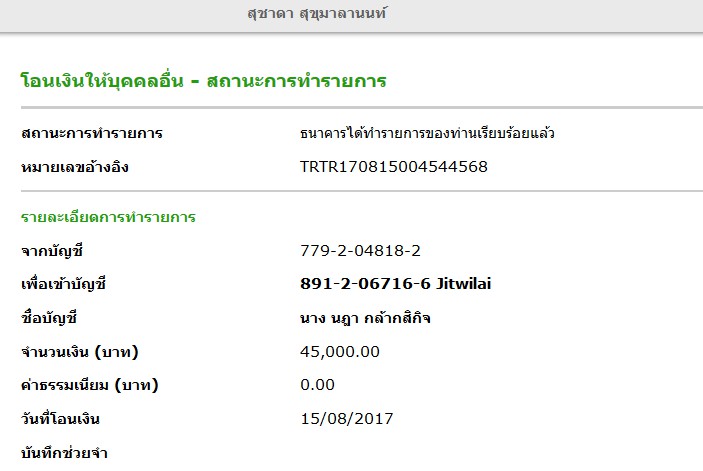 สุชาดา สุขุมาลานนท์
โอนเงินให้บุคคลอื่น - สถานะการทำรายการ
สถานะการทำรายการ ธนาคารได้ทำรายการของท่านเรียบร้อยแล้ว
หมายเลขอ้างอิง TRTR170815004544568
รายละเอียดการทำรายการ
จากบัญชี 779-2-04818-2
เพื่อเข้าบัญชี 891-2-06716-6 Jitwilai
ชื่อบัญชี นาง นฎา กล้ากสิกิจ
จำนวนเงิน (บาท) 45,000.00
ค่าธรรมเนียม (บาท) 0.00
วันที่โอนเงิน 15/08/2017
บันทึกช่วยจำ